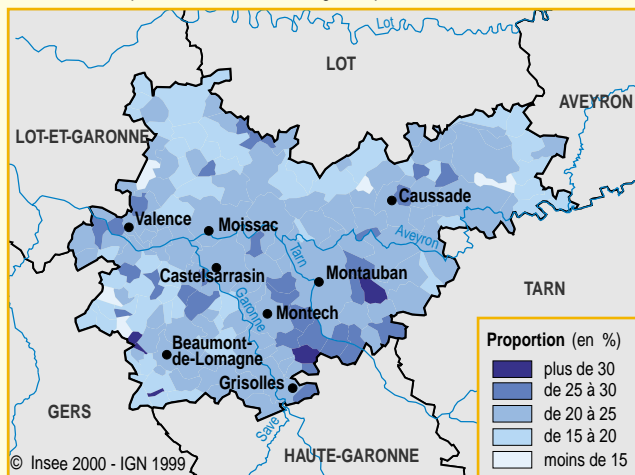 Lot
LOT
AVEYRON
LOT-ET-GARONNE
Caussade
Valence
Moissac
Aveyron
Tarn
Castelsarrasin
Montauban
Garonne
TARN
Montech
Beaumont-
de-Lomagne
Grisolles
GERS
Save
HAUTE-GARONNE
Proportion (en %)
plus de 30
de 25 à 30
de 20 à 25
de 15 à 20
moins de 15
© Insee 2000 - IGN 1999